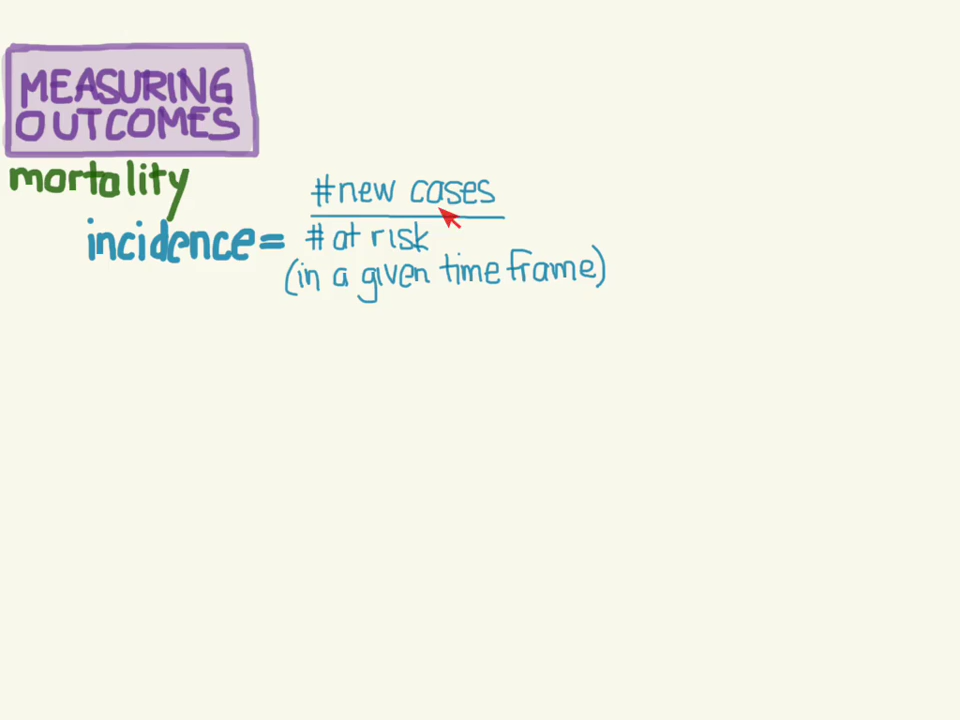 MEASURING
OUTCOMES
mortality
#new cases
incidence= # at risk
(in a given time frame)